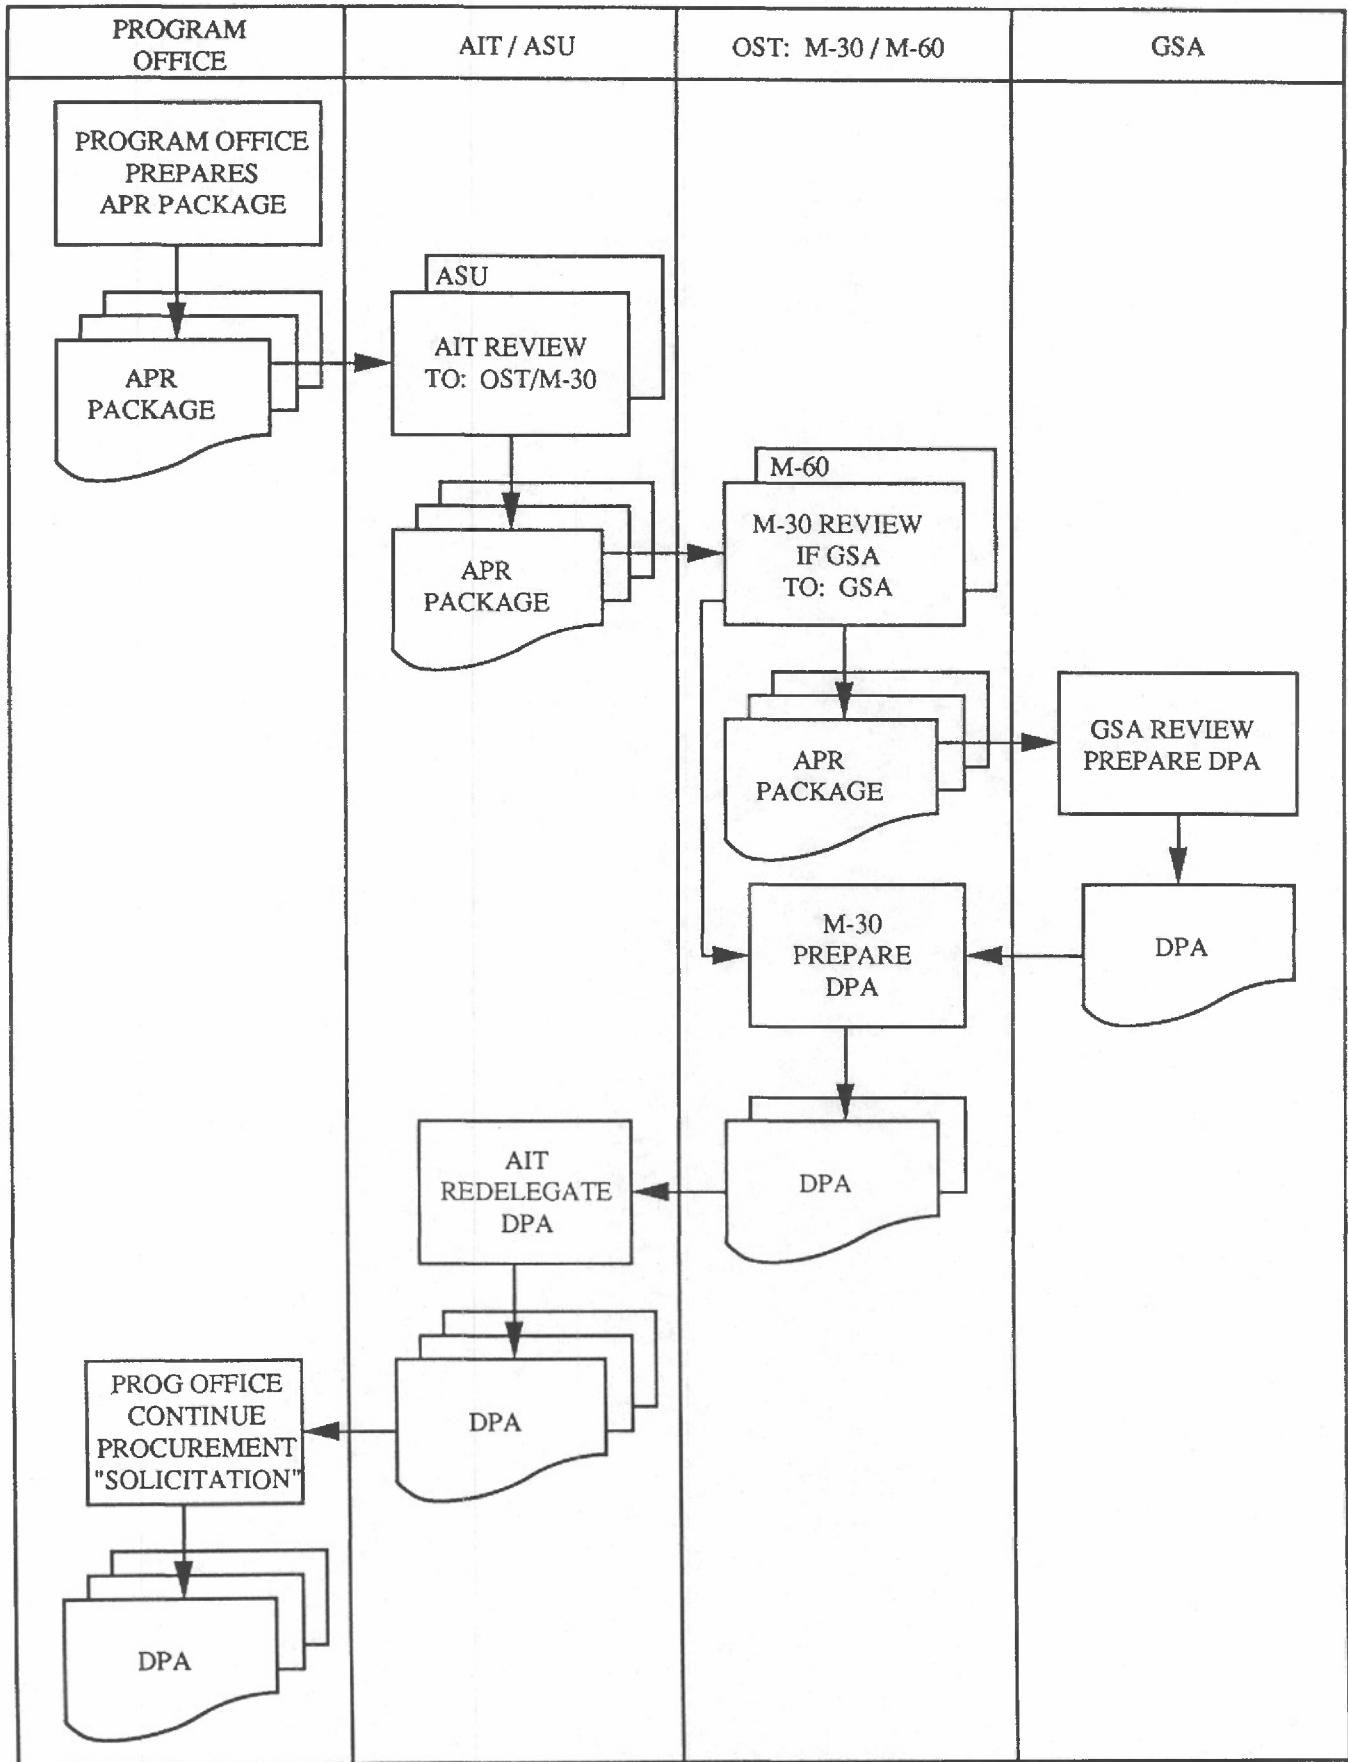 PROGRAM
OFFICE
AIT / ASU
OST: M-30 / M-60
GSA
PROGRAM OFFICE
PREPARES
APR PACKAGE
APR
PACKAGE
ASU
AIT REVIEW
TO: OST/M-30
APR
PACKAGE
M-60
M-30 REVIEW
IF GSA
TO: GSA
APR
PACKAGE
GSA REVIEW
PREPARE DPA
DPA
M-30
PREPARE
DPA
DPA
AIT
REDELEGATE
DPA
DPA
PROG OFFICE
CONTINUE
PROCUREMENT
"SOLICITATION"
DPA